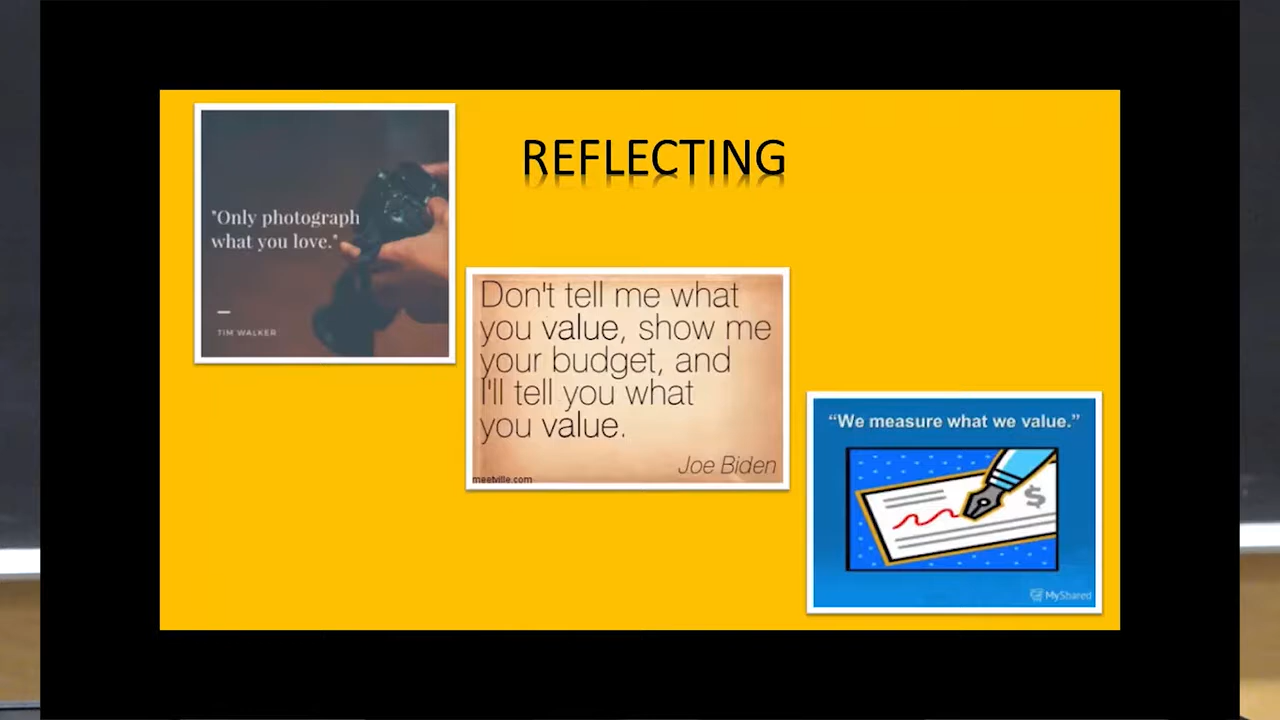 REFLECTING
"Only photograph
what you love."
TIM WALKER
Don't tell me what
you value, show me
your budget, and
I'll tell you what
you value.
Joe Biden
meetville.com
“We measure what we value.”
$
MyShared